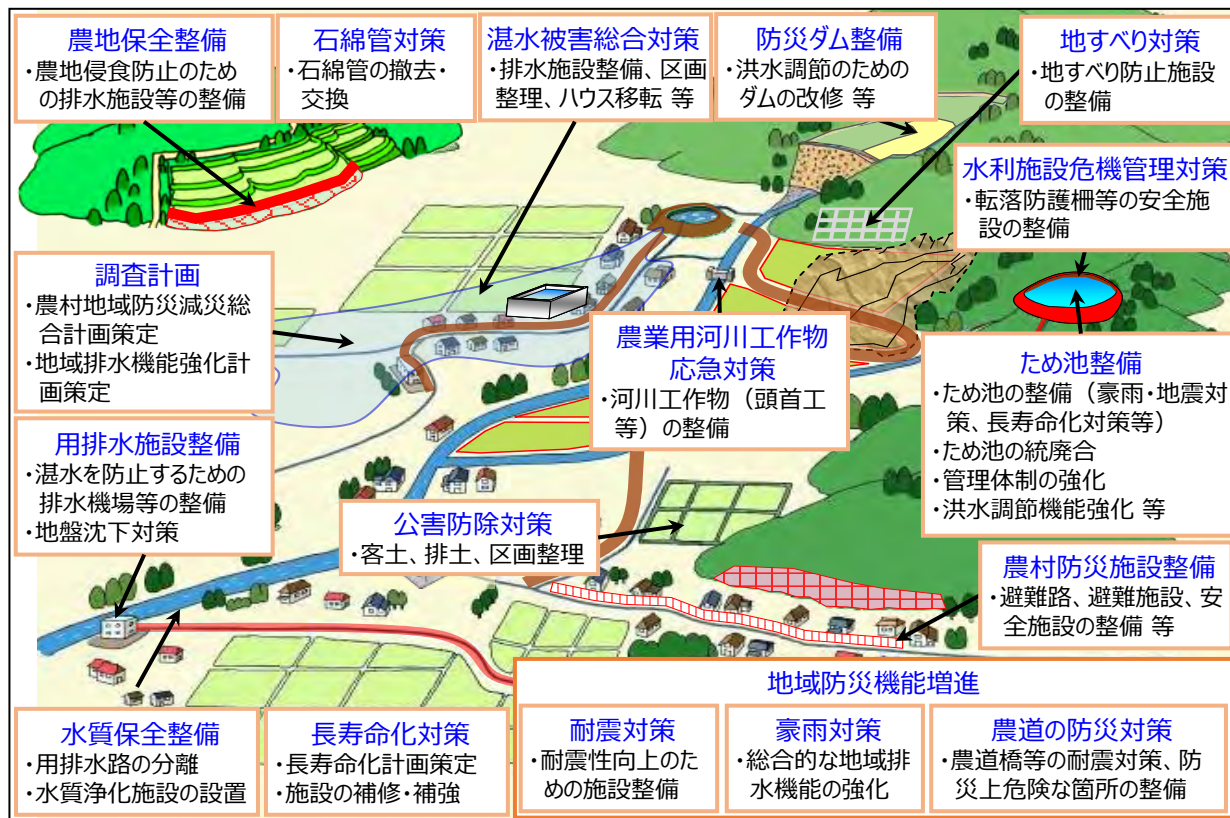 農地保全整備
・農地侵食防止のため
の排水施設等の整備
石綿管対策
・石綿管の撤去・
交換
湛水被害総合対策
・排水施設整備、区画
整理、ハウス移転 等
防災ダム整備
・洪水調節のための
ダムの改修 等
地すべり対策
・地すべり防止施設
の整備
水利施設危機管理対策
・転落防護柵等の安全施
設の整備
調査計画
・農村地域防災減災総
合計画策定
・地域排水機能強化計
画策定
農業用河川工作物
応急対策
・河川工作物（頭首工
等）の整備
ため池整備
・ため池の整備（豪雨・地震対
策、長寿命化対策等）
・ため池の統廃合
・管理体制の強化
・洪水調節機能強化 等
用排水施設整備
・湛水を防止するための
排水機場等の整備
・地盤沈下対策
公害防除対策
・客土、排土、区画整理
農村防災施設整備
・避難路、避難施設、安
全施設の整備 等
水質保全整備
・用排水路の分離
・水質浄化施設の設置
長寿命化対策
・長寿命化計画策定
・施設の補修・補強
地域防災機能増進
耐震対策
・耐震性向上のた
めの施設整備
豪雨対策
・総合的な地域排
水機能の強化
農道の防災対策
・農道橋等の耐震対策、防
災上危険な箇所の整備